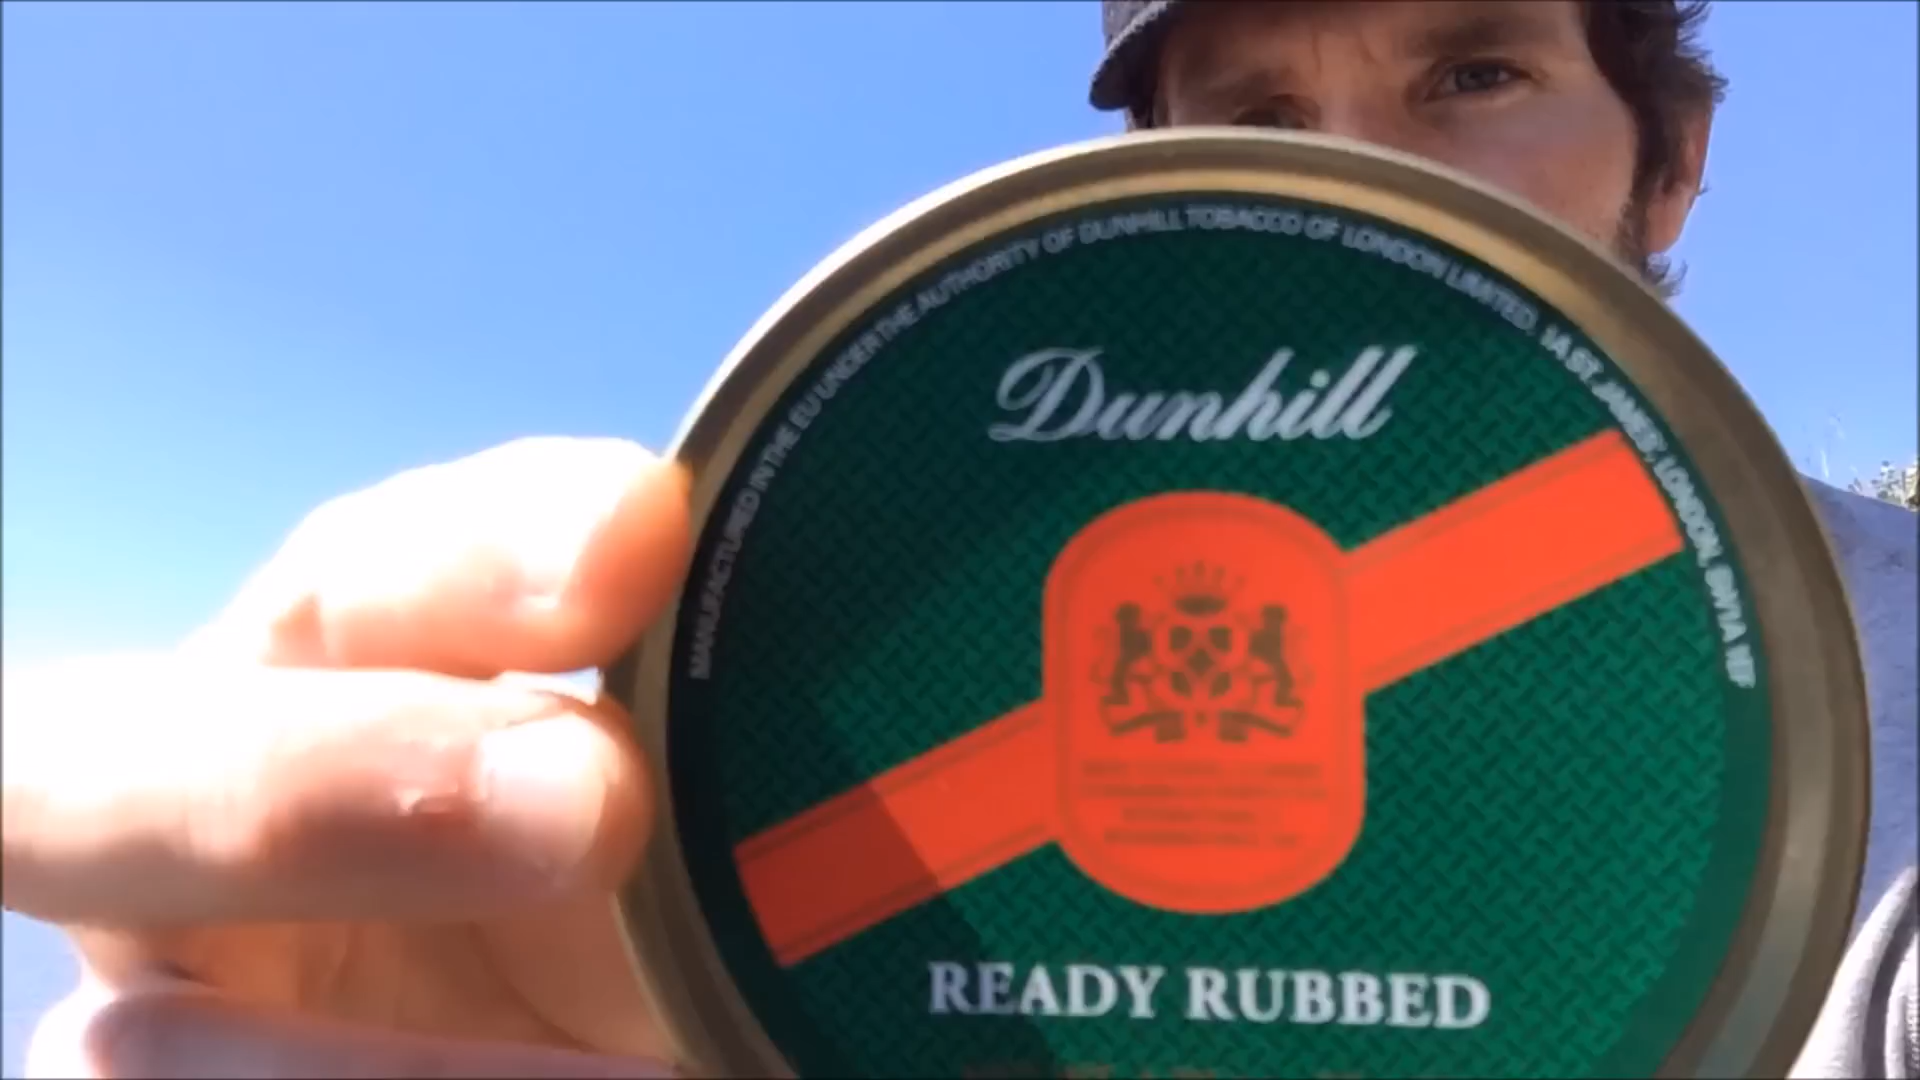 MANUFACTURED IN THE EU UNDER THE AUTHORITY OF DUNHILL TOBACCO OF LONDON LIMITED, 1A ST. JAMES, LONDON, SW1A 1EF
Dunhill
READY RUBBED